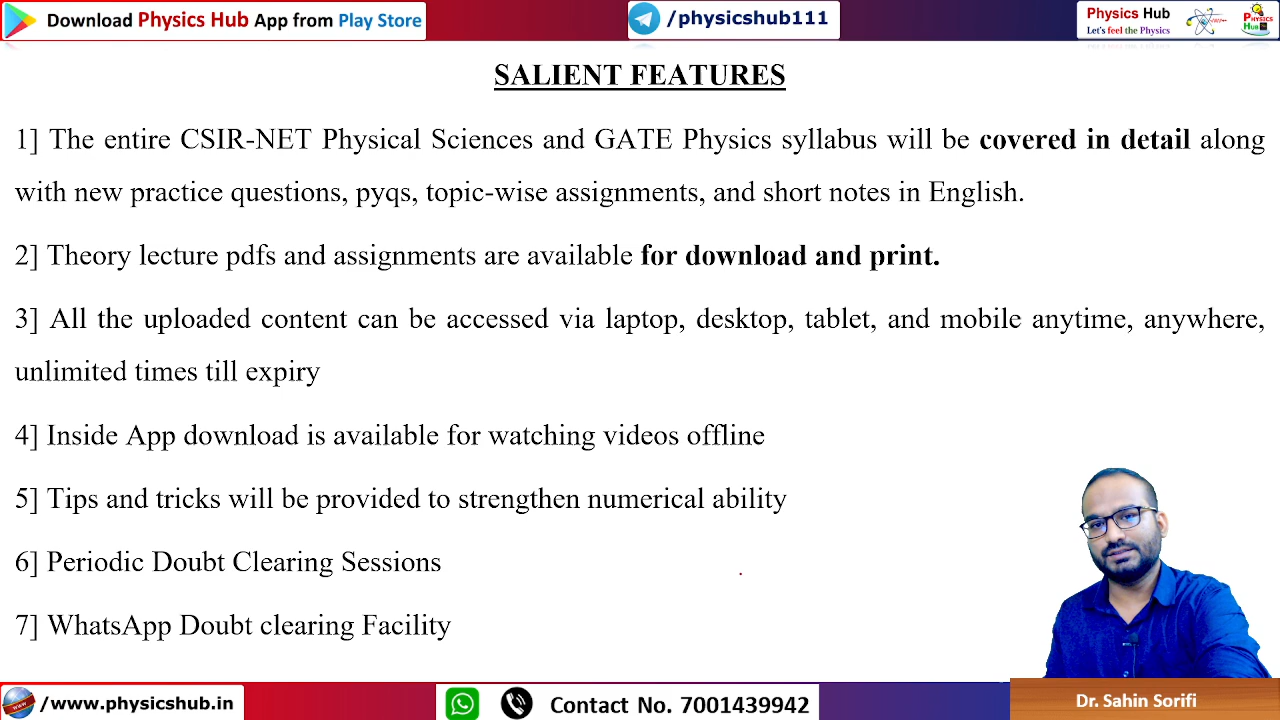 Download Physics Hub App from Play Store
/physicshub111
Physics Hub
Let's feel the Physics
Physics
Hub
SALIENT FEATURES
1] The entire CSIR-NET Physical Sciences and GATE Physics syllabus will be covered in detail along
with new practice questions, pyqs, topic-wise assignments, and short notes in English.
2] Theory lecture pdfs and assignments are available for download and print.
3] All the uploaded content can be accessed via laptop, desktop, tablet, and mobile anytime, anywhere,
unlimited times till expiry
4] Inside App download is available for watching videos offline
5] Tips and tricks will be provided to strengthen numerical ability
6] Periodic Doubt Clearing Sessions
7] WhatsApp Doubt clearing Facility
www
/www.physicshub.in
Contact No. 7001439942
Dr. Sahin Sorifi